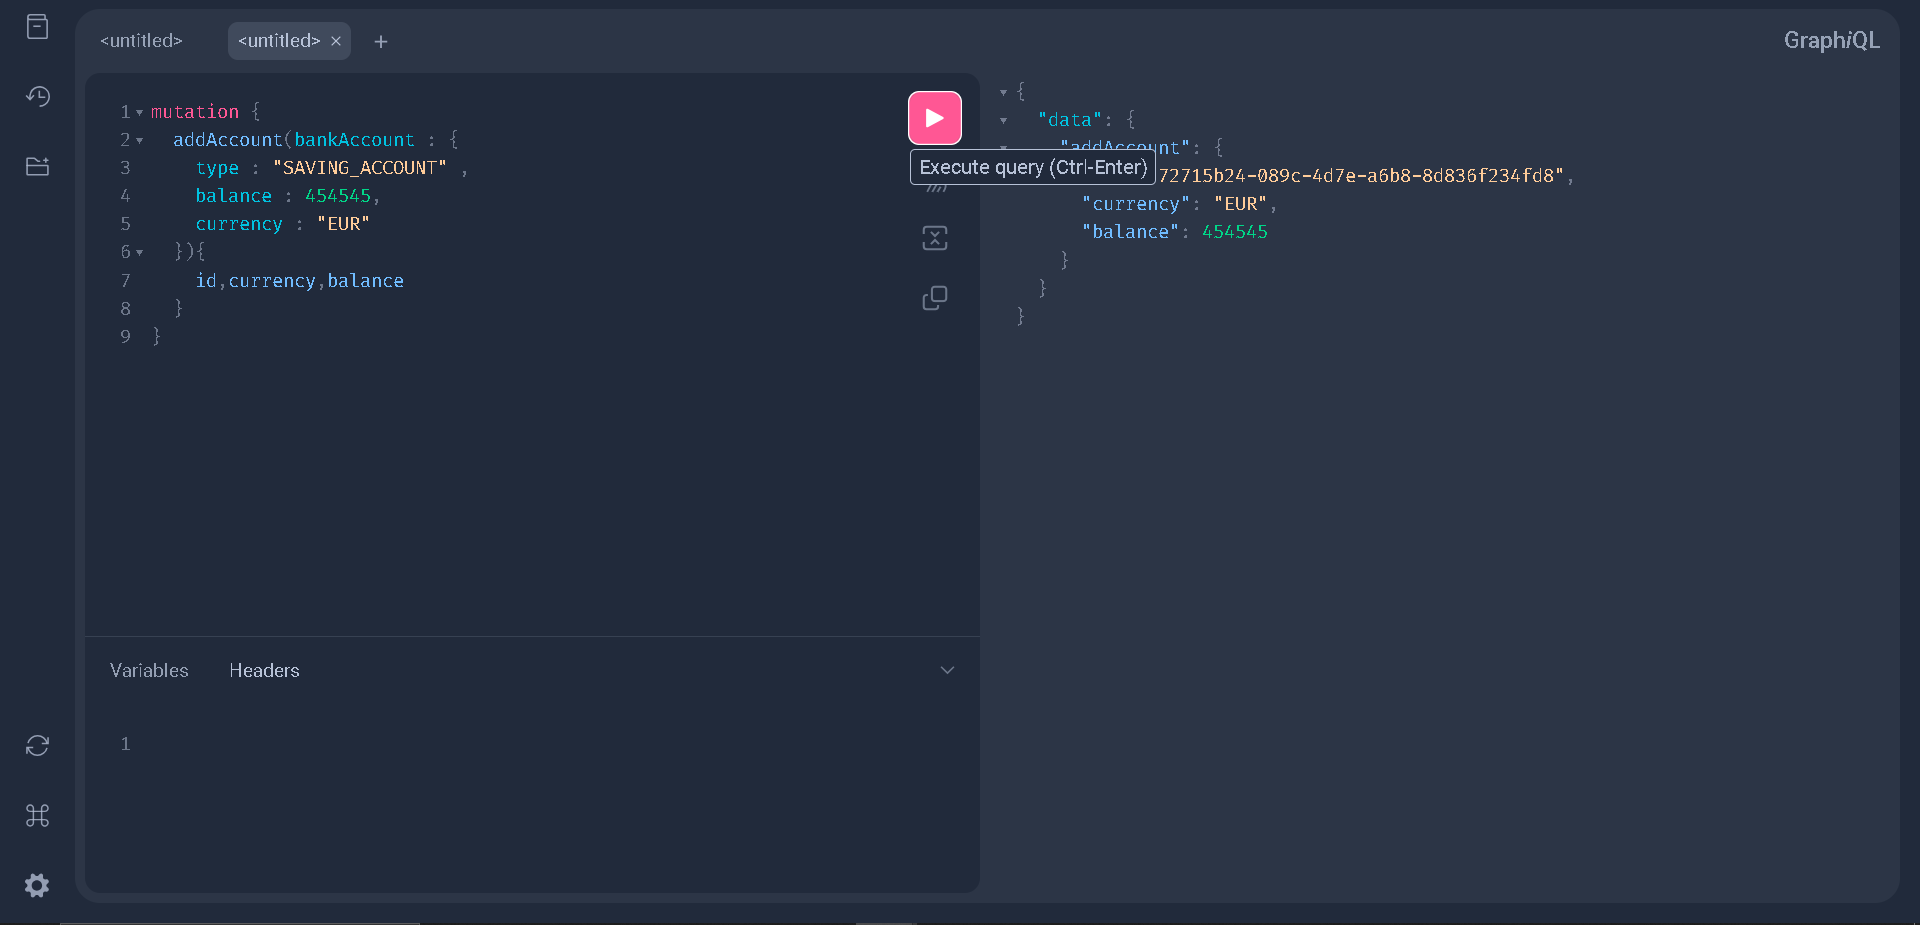 <untitled>
<untitled> ×
+
GraphiQL
1 mutation {
2 addAccount(bankAccount : {
3 type : "SAVING_ACCOUNT" ,
4 balance : 454545,
5 currency : "EUR"
6 }){
7 id,currency,balance
8 }
9 }
Execute query (Ctrl-Enter)
{
"data": {
"addAccount": {
72715b24-089c-4d7e-a6b8-8d836f234fd8",
"currency": "EUR",
"balance": 454545
}
}
}
Variables
Headers
1